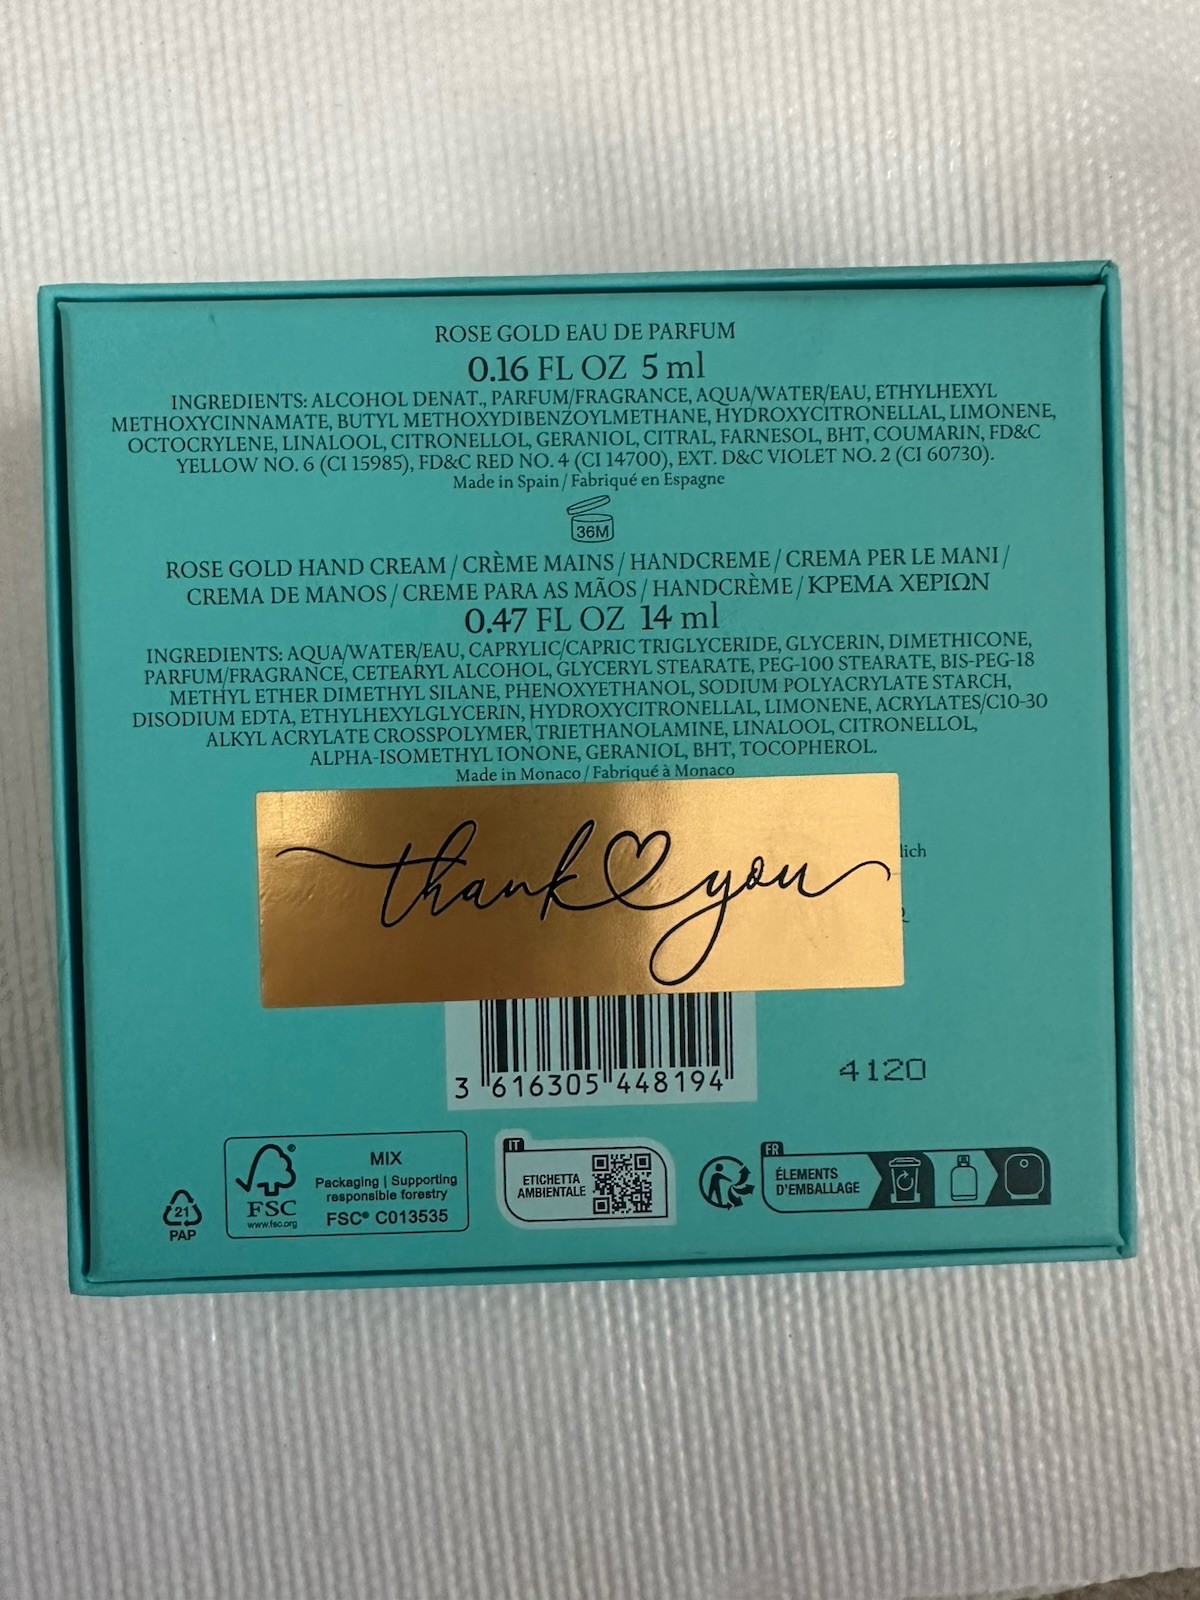 ROSE GOLD EAU DE PARFUM
0.16 FL OZ 5 ml
INGREDIENTS: ALCOHOL DENAT., PARFUM/FRAGRANCE, AQUA/WATER/EAU, ETHYLHEXYL
METHOXYCINNAMATE, BUTYL METHOXYDIBENZOYLMETHANE, HYDROXYCITRONELLAL, LIMONENE,
OCTOCRYLENE, LINALOOL, CITRONELLOL, GERANIOL, CITRAL, FARNESOL, BHT, COUMARIN, FD&C
YELLOW NO. 6 (CI 15985), FD&C RED NO. 4 (CI 14700), EXT. D&C VIOLET NO. 2 (CI 60730).
Made in Spain / Fabriqué en Espagne
36M
ROSE GOLD HAND CREAM / CRÈME MAINS / HANDCREME / CREMA PER LE MANI /
CREMA DE MANOS / CREME PARA AS MÃOS / HANDCRÈME / ΚΡΕΜΑ ΧΕΡΙΩΝ
0.47 FL OZ 14 ml
INGREDIENTS: AQUA/WATER/EAU, CAPRYLIC/CAPRIC TRIGLYCERIDE, GLYCERIN, DIMETHICONE,
PARFUM/FRAGRANCE, CETEARYL ALCOHOL, GLYCERYL STEARATE, PEG-100 STEARATE, BIS-PEG-18
METHYL ETHER DIMETHYL SILANE, PHENOXYETHANOL, SODIUM POLYACRYLATE STARCH,
DISODIUM EDTA, ETHYLHEXYLGLYCERIN, HYDROXYCITRONELLAL, LIMONENE, ACRYLATES/C10-30
ALKYL ACRYLATE CROSSPOLYMER, TRIETHANOLAMINE, LINALOOL, CITRONELLOL,
ALPHA-ISOMETHYL IONONE, GERANIOL, BHT, TOCOPHEROL.
Made in Monaco / Fabriqué à Monaco
thank you
lich
3 616305 448194
4120
21
PAP
FSC
www.fsc.org
MIX
Packaging | Supporting
responsible forestry
FSC® C013535
IT
ETICHETTA
AMBIENTALE
FR
ÉLEMENTS
D'EMBALLAGE